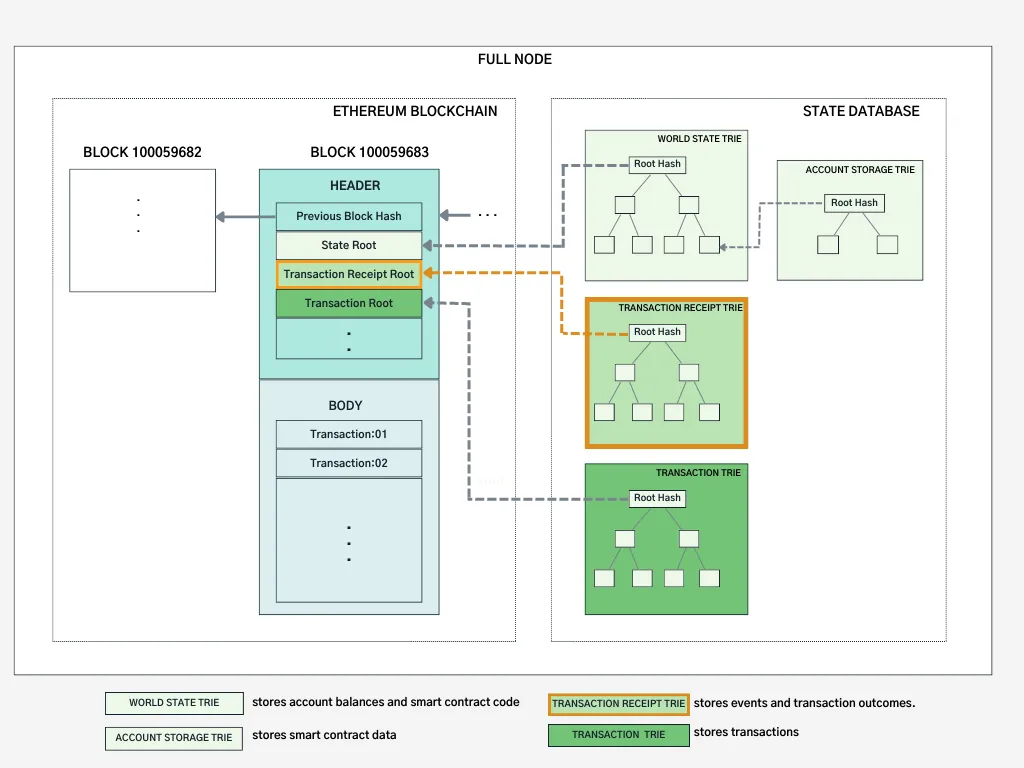 FULL NODE
ETHEREUM BLOCKCHAIN
BLOCK 100059682
BLOCK 100059683
HEADER
Previous Block Hash
...
State Root
Transaction Receipt Root
Transaction Root
BODY
Transaction:01
Transaction:02
STATE DATABASE
WORLD STATE TRIE
Root Hash
ACCOUNT STORAGE TRIE
Root Hash
TRANSACTION RECEIPT TRIE
Root Hash
TRANSACTION TRIE
Root Hash
WORLD STATE TRIE stores account balances and smart contract code
ACCOUNT STORAGE TRIE stores smart contract data
TRANSACTION RECEIPT TRIE stores events and transaction outcomes.
TRANSACTION TRIE stores transactions